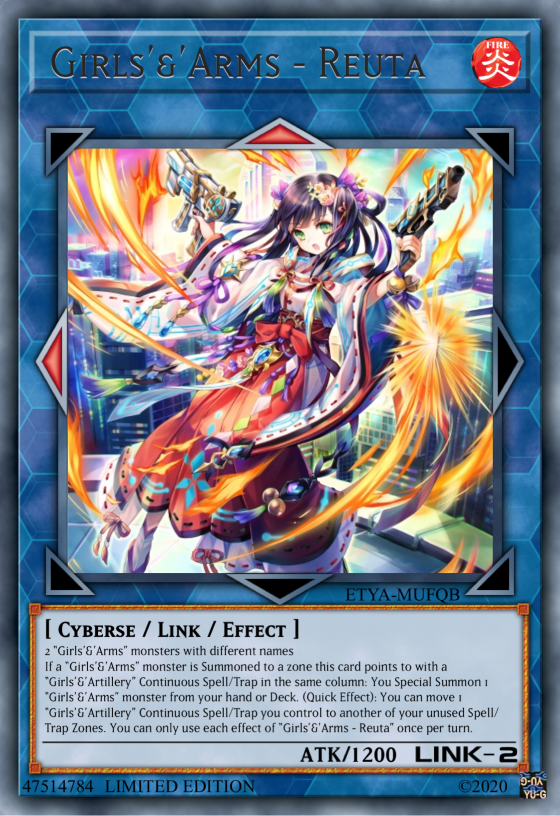 Girls'&'Arms - Reuta
FIRE
炎
ETYA-MUFQB
[ Cyberse / Link / Effect ]
2 "Girls'&'Arms" monsters with different names
If a "Girls'&'Arms" monster is Summoned to a zone this card points to with a
"Girls'&'Artillery" Continuous Spell/Trap in the same column: You Special Summon 1
"Girls'&'Arms" monster from your hand or Deck. (Quick Effect): You can move 1
"Girls'&'Artillery" Continuous Spell/Trap you control to another of your unused Spell/
Trap Zones. You can only use each effect of "Girls'&'Arms - Reuta" once per turn.
ATK/1200 LINK-2
47514784 LIMITED EDITION ©2020
YU-G